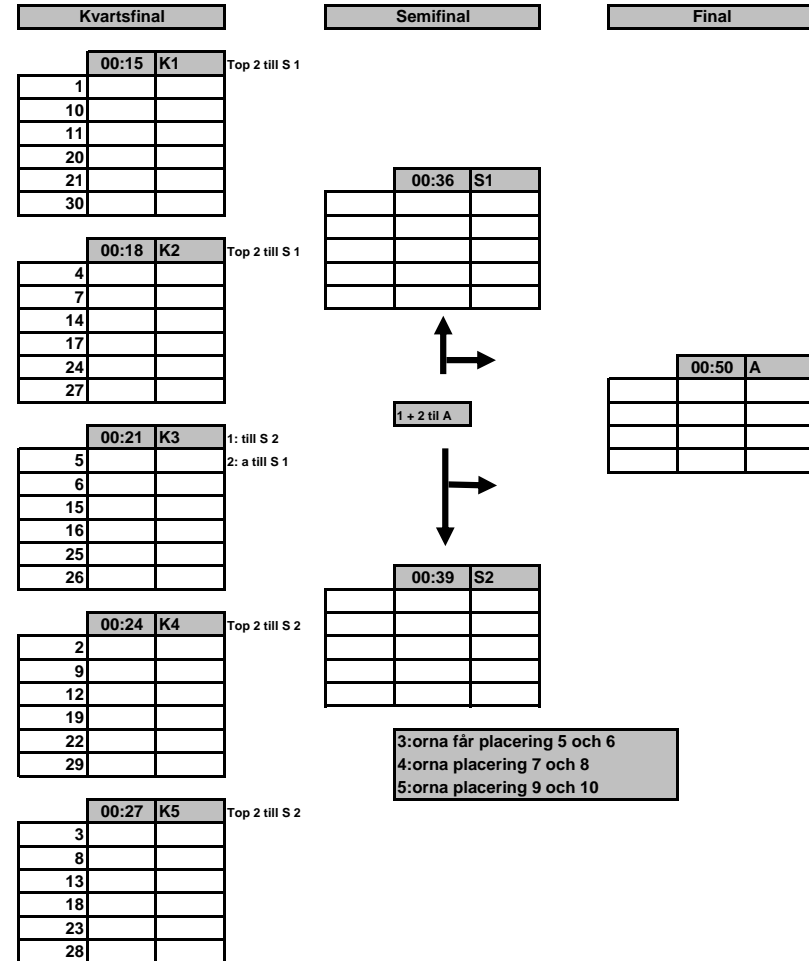 Kvartsfinal
Semifinal
Final
00:15 K1 Top 2 till S 1
1
10
11
20
21
30
00:18 K2 Top 2 till S 1
4
7
14
17
24
27
00:21 K3 1: till S 2
5 2: a till S 1
6
15
16
25
26
00:24 K4 Top 2 till S 2
2
9
12
19
22
29
00:27 K5 Top 2 till S 2
3
8
13
18
23
28
00:36 S1
1 + 2 til A
00:39 S2
3:orna får placering 5 och 6
4:orna placering 7 och 8
5:orna placering 9 och 10
00:50 A